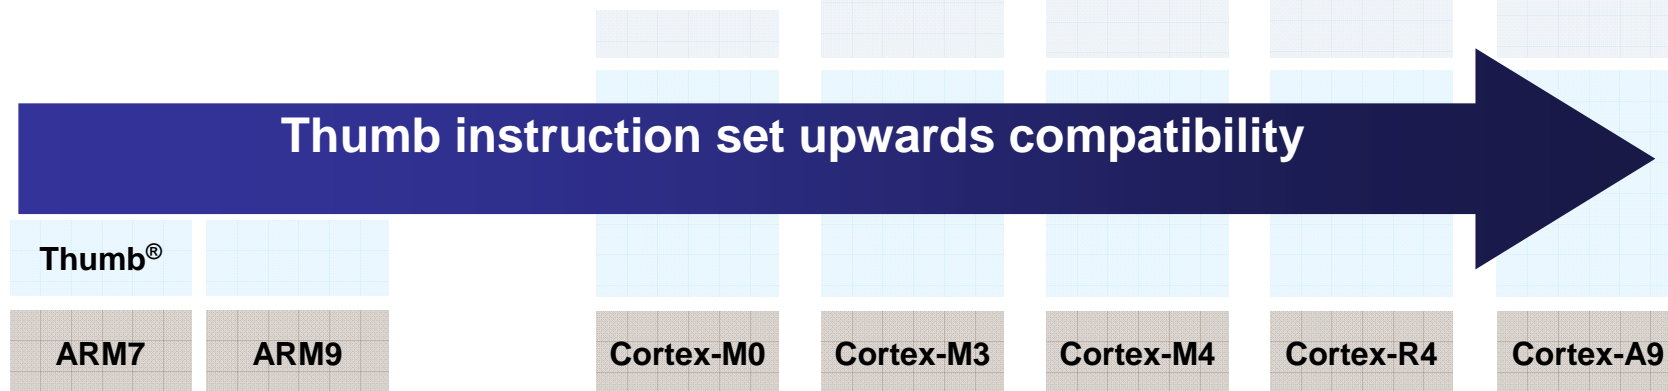 Thumb instruction set upwards compatibility
Thumb®
ARM7 ARM9 Cortex-M0 Cortex-M3 Cortex-M4 Cortex-R4 Cortex-A9